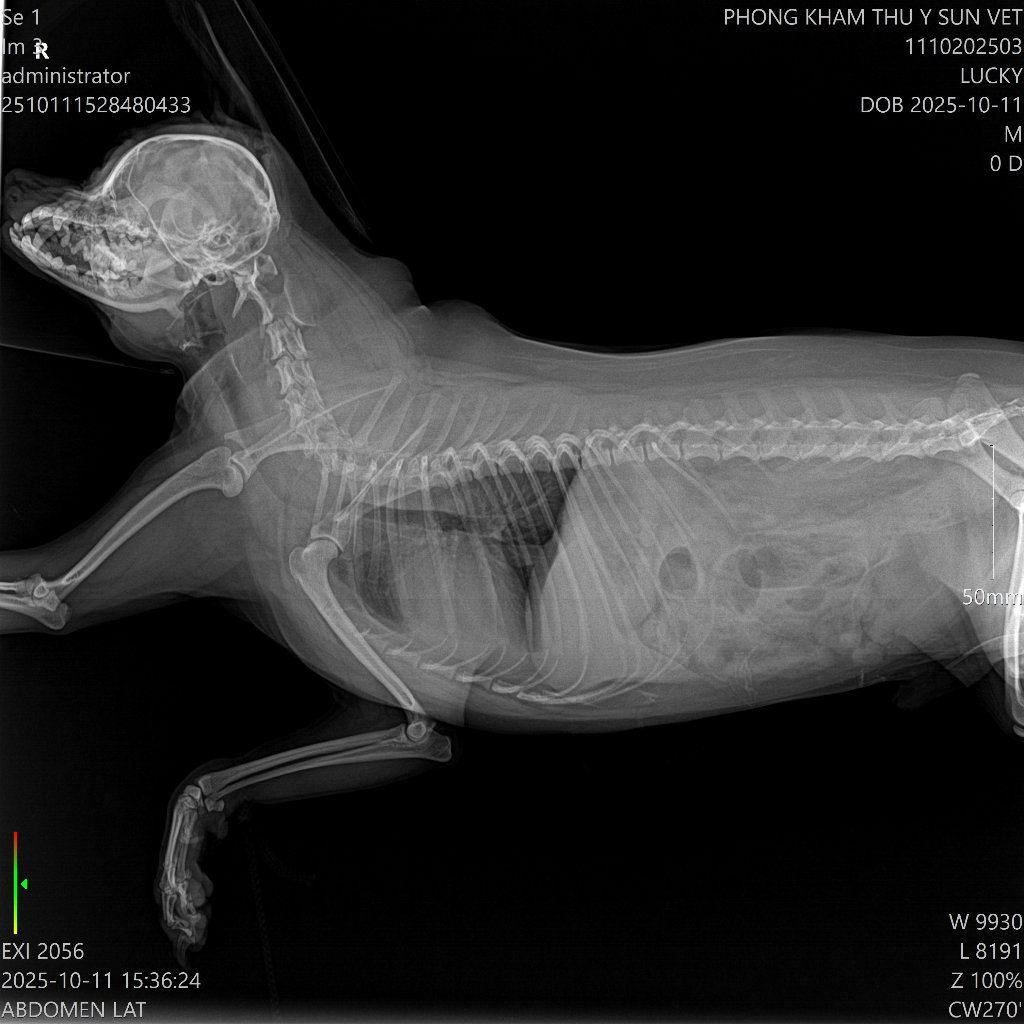 Se 1
Im 3
R
administrator
2510111528480433
PHONG KHAM THU Y SUN VET
1110202503
LUCKY
DOB 2025-10-11
M
0 D
50mm
EXI 2056
2025-10-11 15:36:24
ABDOMEN LAT
W 9930
L 8191
Z 100%
CW270°